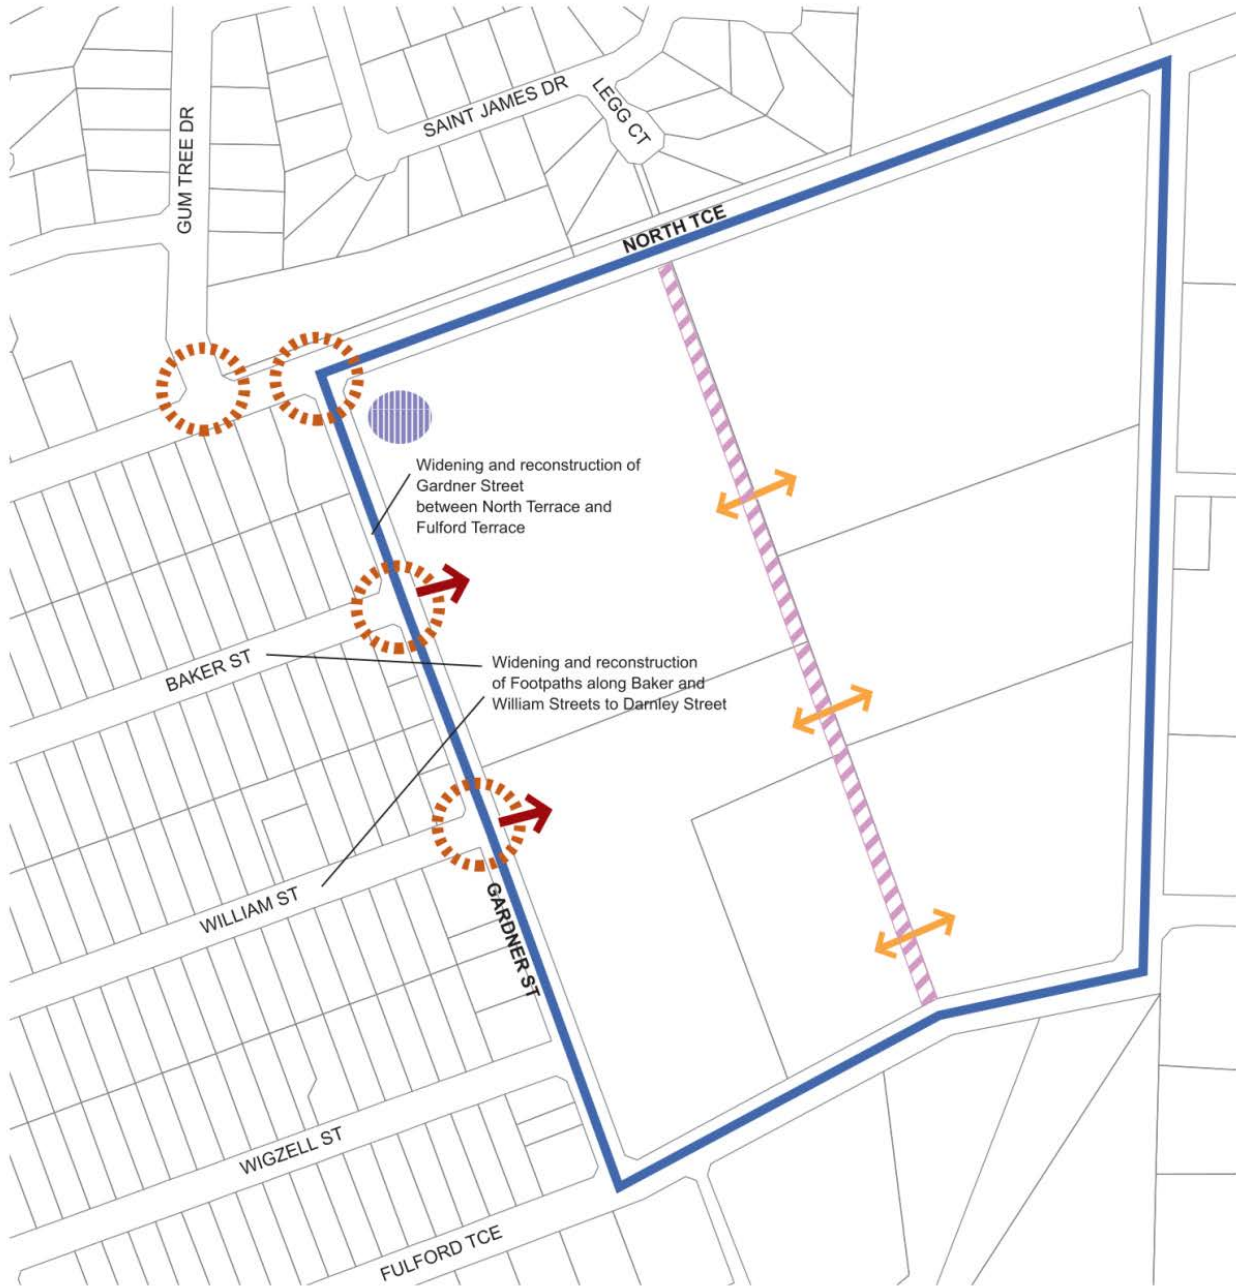 SAINT JAMES DR
LEGG CT
GUM TREE DR
NORTH TCE
Widening and reconstruction of
Gardner Street
between North Terrace and
Fulford Terrace
BAKER ST
Widening and reconstruction
of Footpaths along Baker and
William Streets to Darnley Street
WILLIAM ST
GARDNER ST
WIGZELL ST
FULFORD TCE